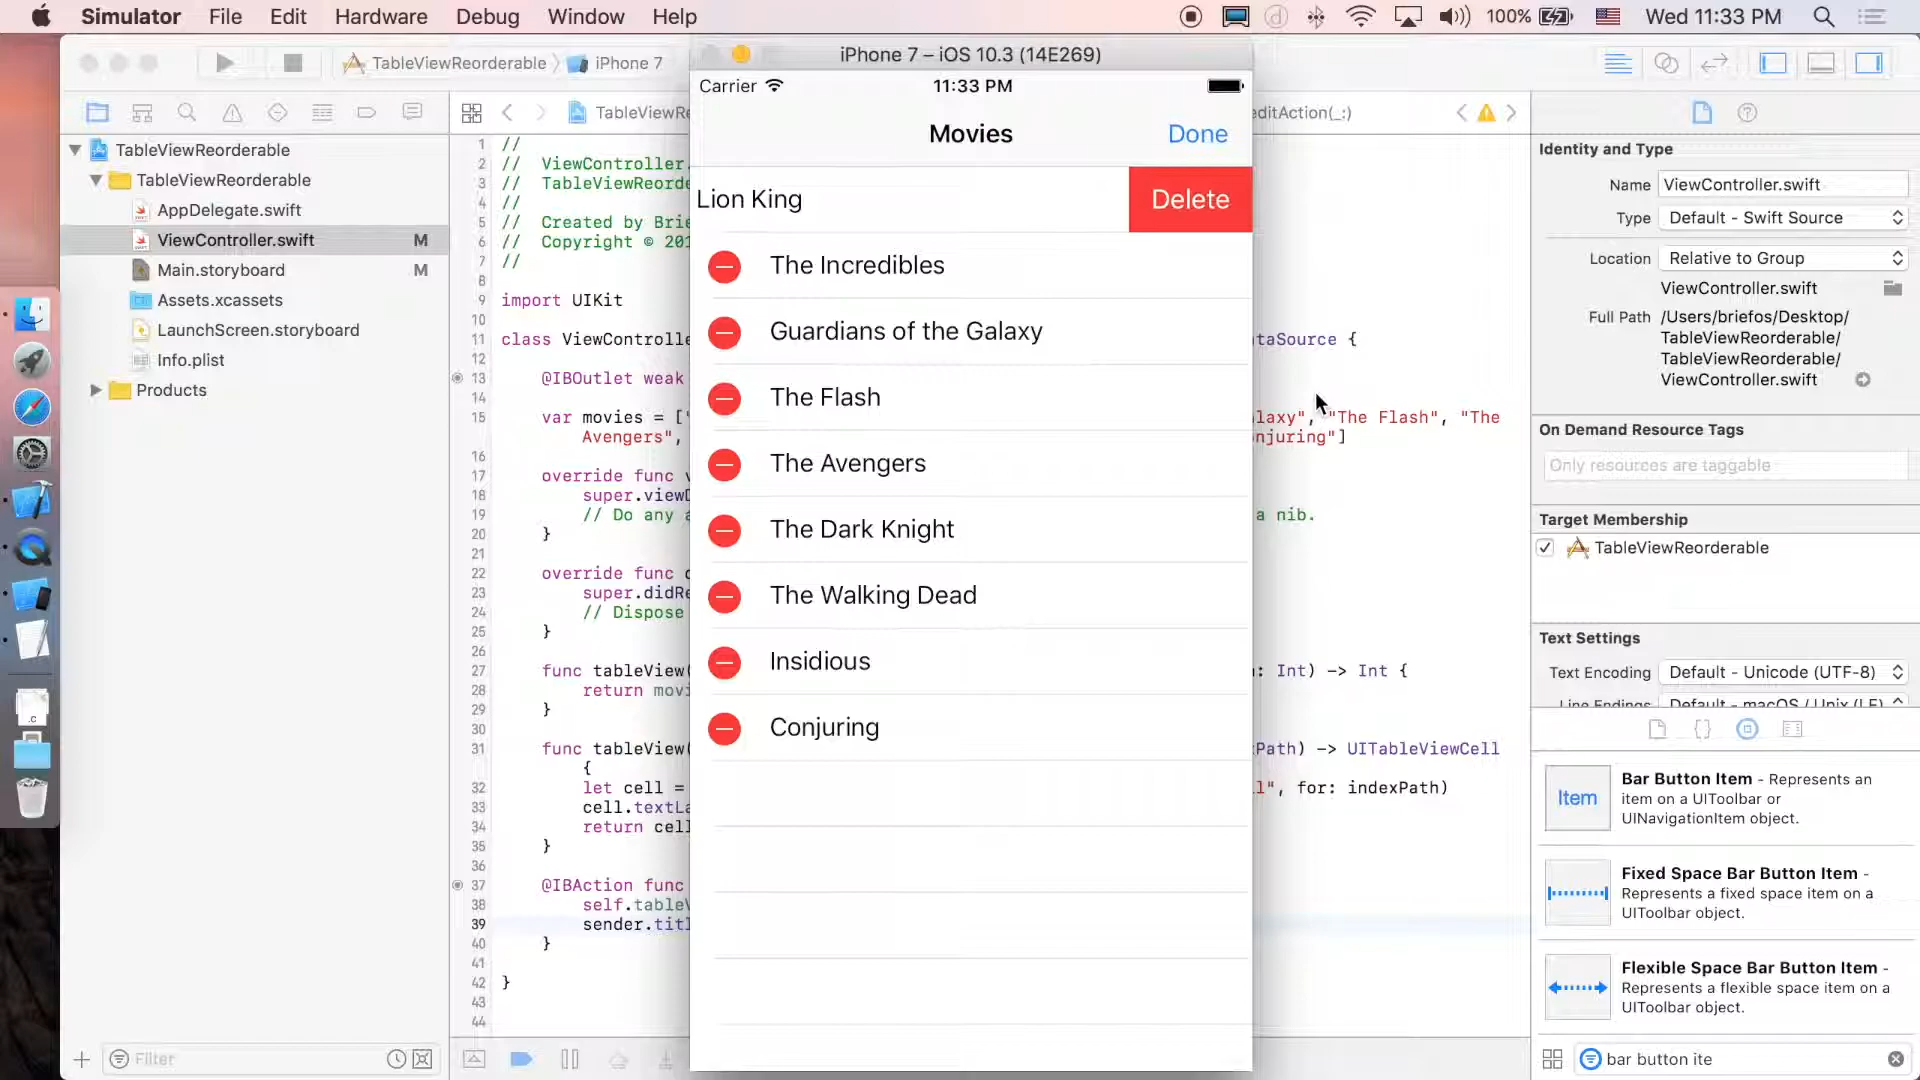 Simulator File Edit Hardware Debug Window Help 100% Wed 11:33 PM
iPhone 7 – iOS 10.3 (14E269)
TableViewReorderable iPhone 7
Carrier 11:33 PM
Movies Done
Lion King Delete
The Incredibles
Guardians of the Galaxy
The Flash
The Avengers
The Dark Knight
The Walking Dead
Insidious
Conjuring
TableViewReorderable
TableViewReorderable
AppDelegate.swift
ViewController.swift M
Main.storyboard M
Assets.xcassets
LaunchScreen.storyboard
Info.plist
Products
Filter
TableViewRe editAction(_:)
1 //
2 // ViewController.
3 // TableViewReorde
4 //
5 // Created by Brie
6 // Copyright © 201
7 //
8
9 import UIKit
10
11 class ViewControlle taSource {
12
13 @IBOutlet weak
14
15 var movies = [" laxy", "The Flash", "The
Avengers", njuring"]
16
17 override func v
18 super.viewD
19 // Do any a a nib.
20 }
21
22 override func d
23 super.didRe
24 // Dispose
25 }
26
27 func tableView( : Int) -> Int {
28 return movi
29 }
30
31 func tableView( Path) -> UITableViewCell
{
32 let cell = l", for: indexPath)
33 cell.textLa
34 return cell
35 }
36
37 @IBAction func
38 self.tableV
39 sender.titl
40 }
41
42 }
43
44
Identity and Type
Name ViewController.swift
Type Default - Swift Source
Location Relative to Group
ViewController.swift
Full Path /Users/briefos/Desktop/
TableViewReorderable/
TableViewReorderable/
ViewController.swift
On Demand Resource Tags
Only resources are taggable
Target Membership
TableViewReorderable
Text Settings
Text Encoding Default - Unicode (UTF-8)
Line Endings Default - macOS / Unix (LF)
Item
Bar Button Item - Represents an
item on a UIToolbar or
UINavigationItem object.
Fixed Space Bar Button Item -
Represents a fixed space item on a
UIToolbar object.
Flexible Space Bar Button Item -
Represents a flexible space item on a
UIToolbar object.
bar button ite
.C